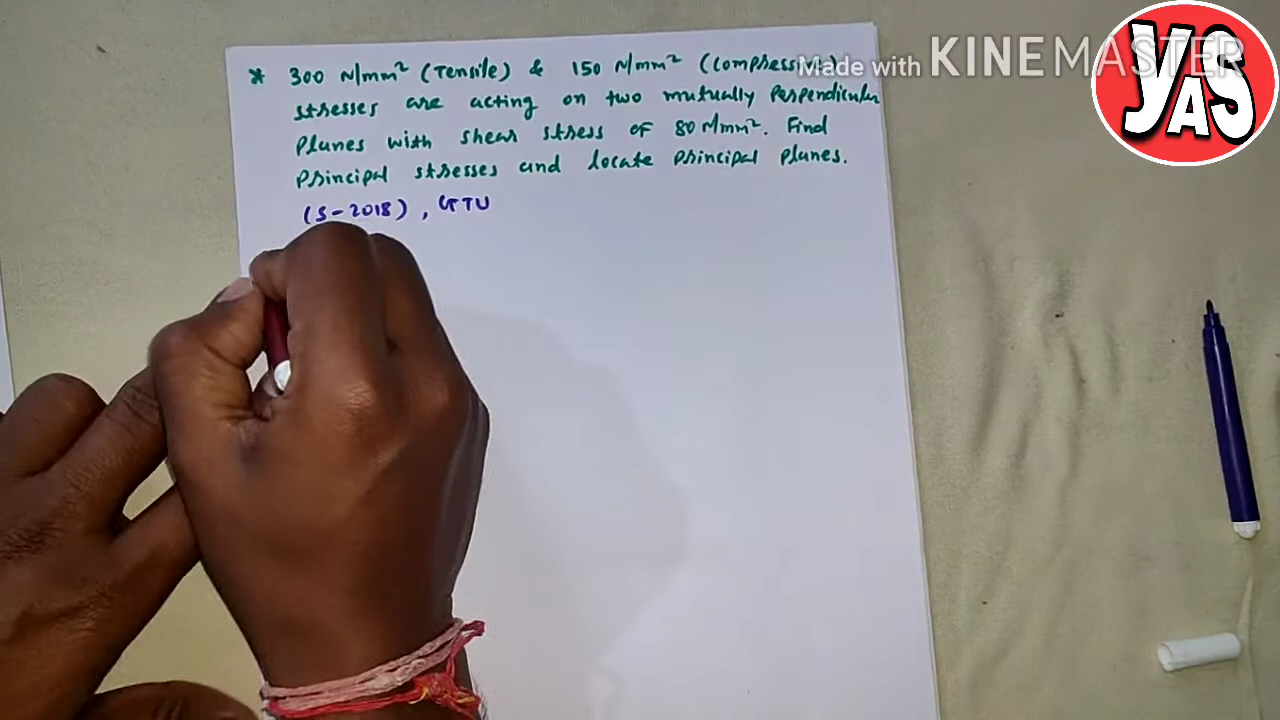 * 300 N/mm² (Tensile) & 150 N/mm² (compressive)
stresses are acting on two mutually Perpendicular
Planes with shear stress of 80 N/mm². Find
Principal stresses and locate Principal Planes.
(S-2018), GTU
Made with KINEMASTER
YAS